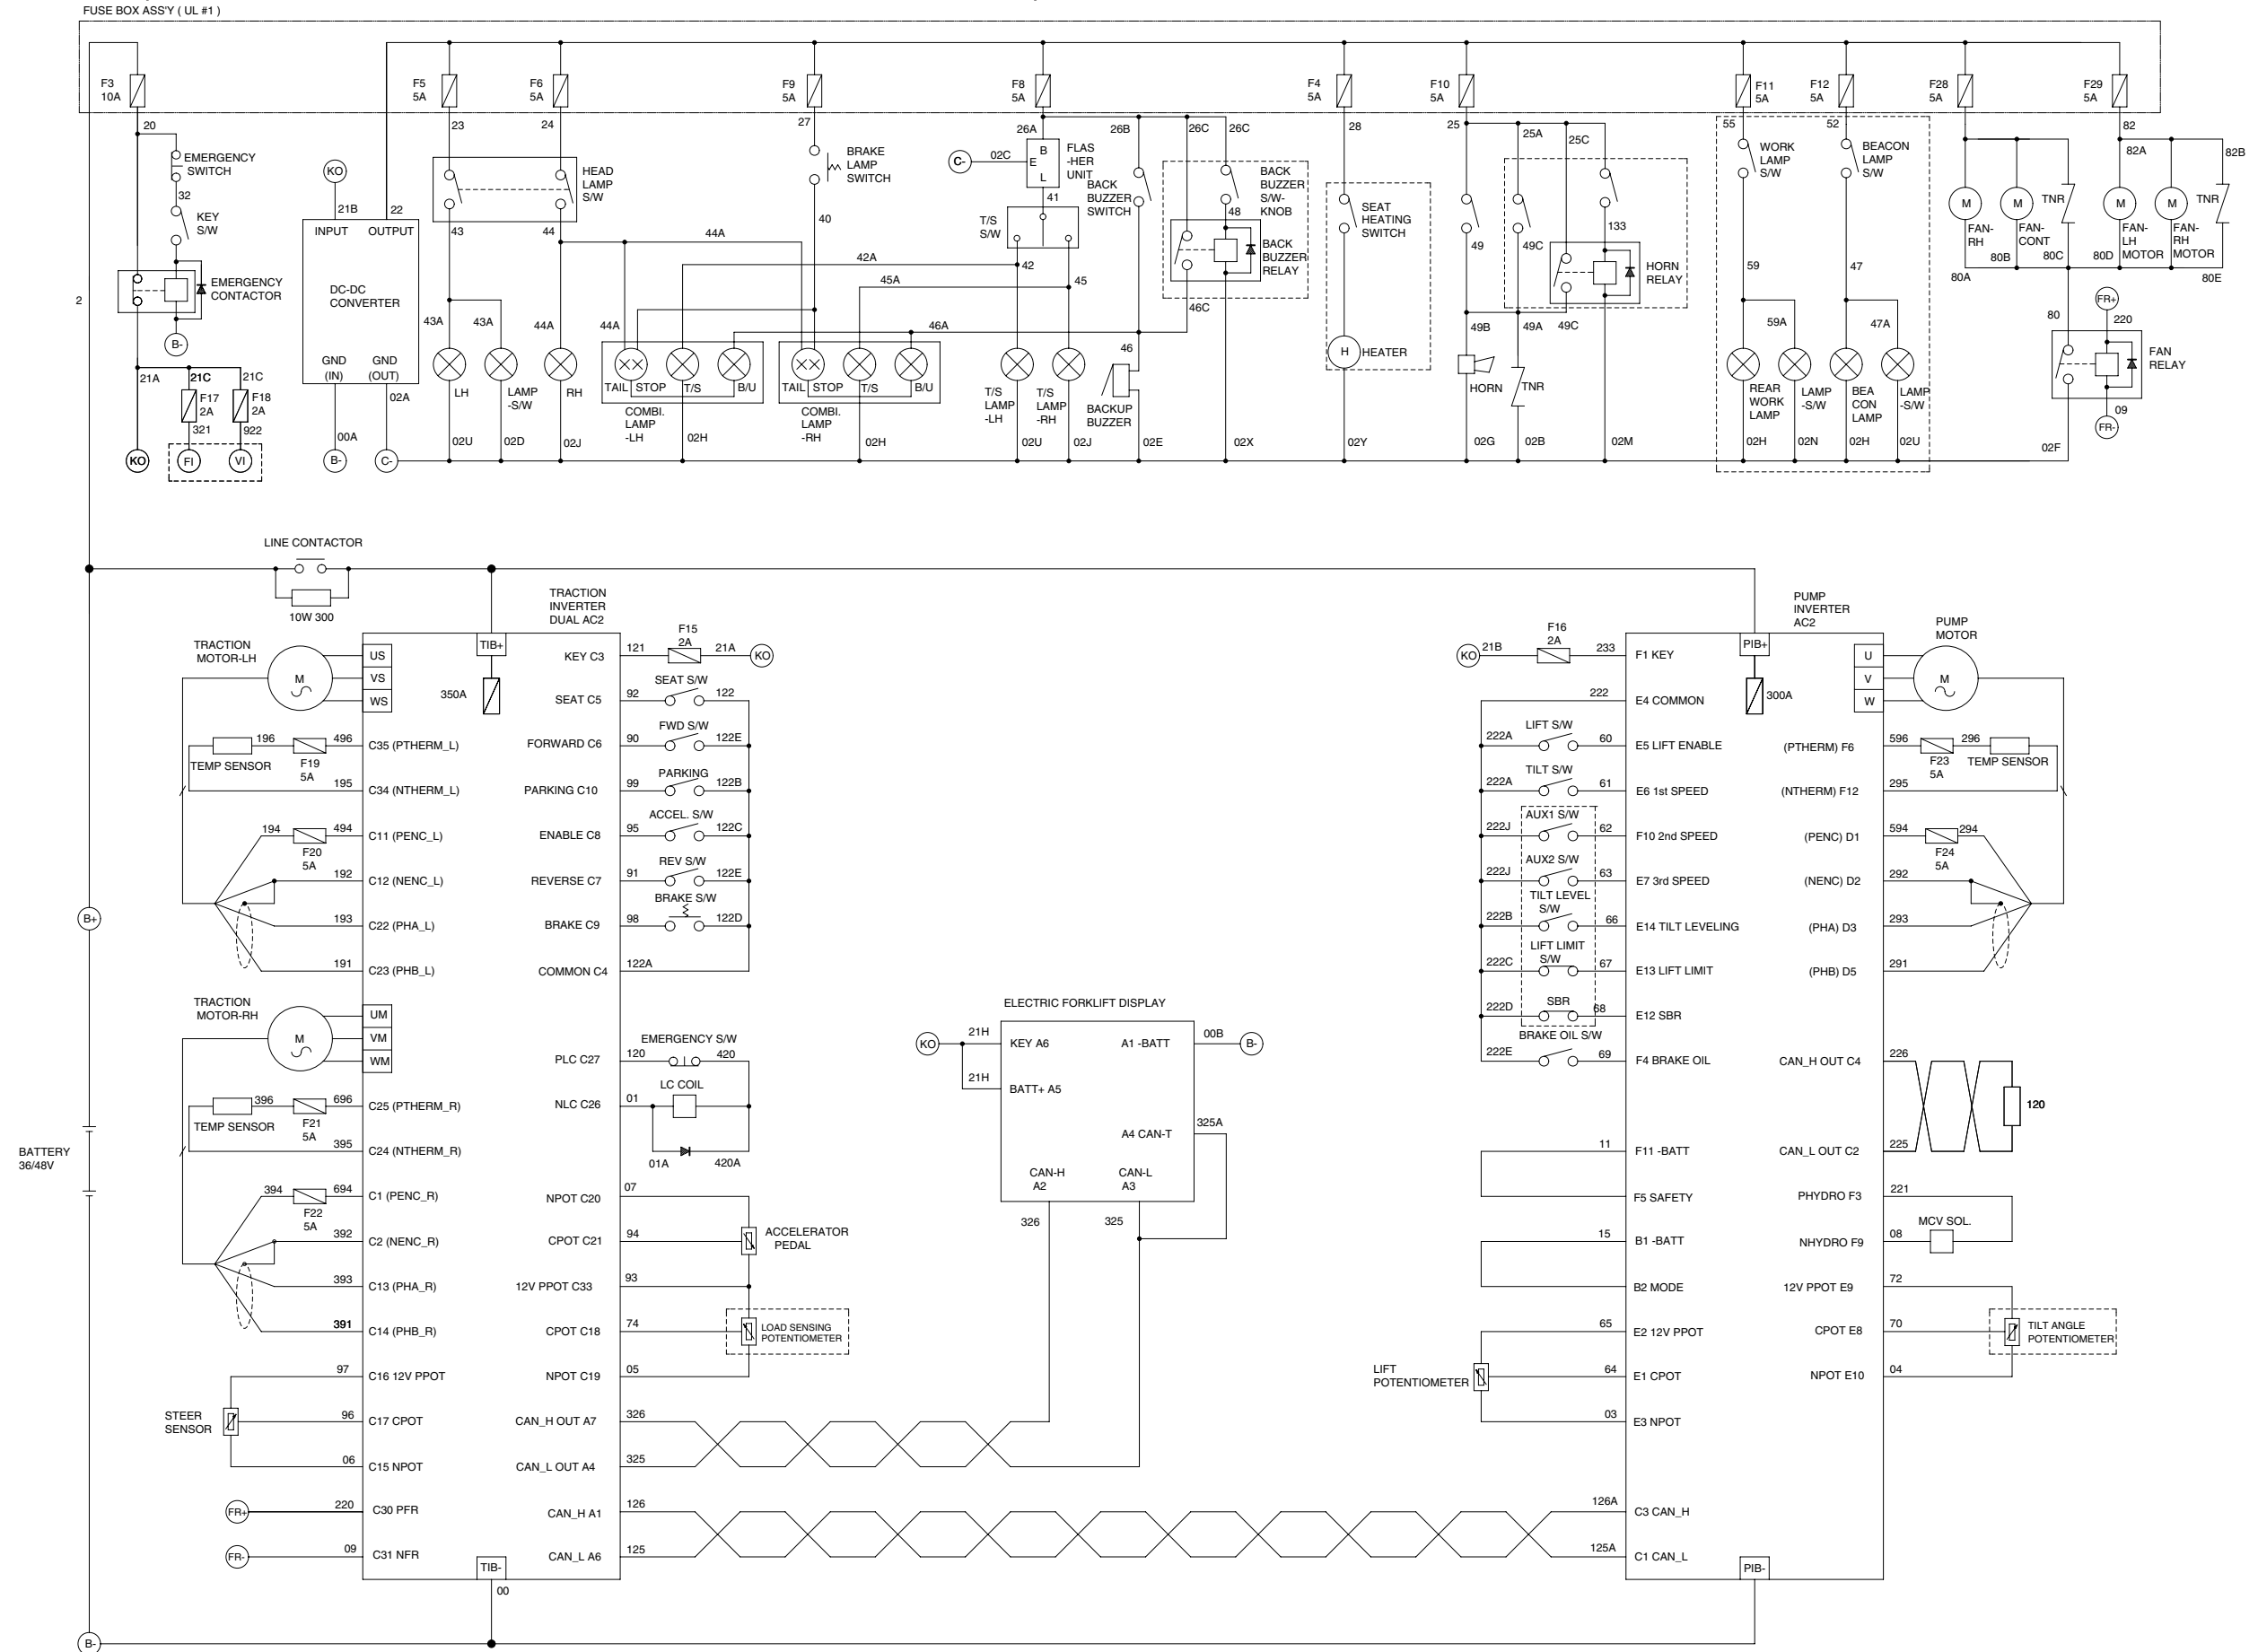 FUSE BOX ASS'Y ( UL #1 )
F3
10A
F5
5A
F6
5A
F9
5A
F8
5A
F4
5A
F10
5A
F11
5A
F12
5A
F28
5A
F29
5A
20
23
24
27
26A
26B
26C
26C
28
25
25A
25C
55
52
82
82A
82B
EMERGENCY
SWITCH
32
KEY
S/W
EMERGENCY
CONTACTOR
B-
2
21A
21C
F17
2A
321
21C
F18
2A
922
KO
FI
VI
KO
21B
22
INPUT
OUTPUT
DC-DC
CONVERTER
GND
(IN)
GND
(OUT)
02A
00A
B-
C-
HEAD
LAMP
S/W
43
44
44A
43A
43A
44A
44A
LH
LAMP
-S/W
RH
02U
02D
02J
BRAKE
LAMP
SWITCH
40
42A
45A
46A
TAIL
STOP
T/S
B/U
COMBI.
LAMP
-LH
02H
TAIL
STOP
T/S
B/U
COMBI.
LAMP
-RH
02H
C-
02C
B
E
L
FLAS
-HER
UNIT
41
T/S
S/W
42
45
T/S
LAMP
-LH
T/S
LAMP
-RH
02U
02J
BACK
BUZZER
SWITCH
46
BACKUP
BUZZER
02E
BACK
BUZZER
S/W-
KNOB
48
BACK
BUZZER
RELAY
46C
02X
SEAT
HEATING
SWITCH
H
HEATER
02Y
49
49C
133
HORN
RELAY
49B
49A
49C
HORN
TNR
02G
02B
02M
WORK
LAMP
S/W
BEACON
LAMP
S/W
59
47
59A
47A
REAR
WORK
LAMP
LAMP
-S/W
BEA
CON
LAMP
LAMP
-S/W
02H
02N
02H
02U
M
M
TNR
M
M
TNR
FAN-
RH
FAN-
CONT
FAN-
LH
MOTOR
FAN-
RH
MOTOR
80A
80B
80C
80D
80E
80
FR+
220
FAN
RELAY
09
FR-
02F
LINE CONTACTOR
10W 300
TRACTION
INVERTER
DUAL AC2
TRACTION
MOTOR-LH
M
US
VS
WS
TIB+
350A
196
496
C35 (PTHERM_L)
TEMP SENSOR
F19
5A
195
C34 (NTHERM_L)
194
494
C11 (PENC_L)
F20
5A
192
C12 (NENC_L)
193
C22 (PHA_L)
191
C23 (PHB_L)
TRACTION
MOTOR-RH
M
UM
VM
WM
396
696
C25 (PTHERM_R)
TEMP SENSOR
F21
5A
395
C24 (NTHERM_R)
394
694
C1 (PENC_R)
F22
5A
392
C2 (NENC_R)
393
C13 (PHA_R)
391
C14 (PHB_R)
97
C16 12V PPOT
STEER
SENSOR
96
C17 CPOT
06
C15 NPOT
FR+
220
C30 PFR
FR-
09
C31 NFR
TIB-
00
B+
BATTERY
36/48V
B-
KEY C3
121
F15
2A
21A
KO
SEAT C5
92
SEAT S/W
122
FORWARD C6
90
FWD S/W
122E
PARKING C10
99
PARKING
122B
ENABLE C8
95
ACCEL. S/W
122C
REVERSE C7
91
REV S/W
122E
BRAKE C9
98
BRAKE S/W
122D
COMMON C4
122A
PLC C27
120
EMERGENCY S/W
420
NLC C26
01
LC COIL
01A
420A
NPOT C20
07
CPOT C21
94
ACCELERATOR
PEDAL
12V PPOT C33
93
CPOT C18
74
LOAD SENSING
POTENTIOMETER
NPOT C19
05
CAN_H OUT A7
326
CAN_L OUT A4
325
CAN_H A1
126
CAN_L A6
125
ELECTRIC FORKLIFT DISPLAY
KO
21H
KEY A6
21H
BATT+ A5
A1 -BATT
00B
B-
A4 CAN-T
325A
CAN-H
A2
CAN-L
A3
326
325
PUMP
INVERTER
AC2
PUMP
MOTOR
KO
21B
F16
2A
233
F1 KEY
PIB+
300A
U
V
W
M
222
E4 COMMON
222A
LIFT S/W
60
E5 LIFT ENABLE
222A
TILT S/W
61
E6 1st SPEED
222J
AUX1 S/W
62
F10 2nd SPEED
222J
AUX2 S/W
63
E7 3rd SPEED
222B
TILT LEVEL
S/W
66
E14 TILT LEVELING
222C
LIFT LIMIT
S/W
67
E13 LIFT LIMIT
222D
SBR
68
E12 SBR
222E
BRAKE OIL S/W
69
F4 BRAKE OIL
11
F11 -BATT
F5 SAFETY
15
B1 -BATT
B2 MODE
65
E2 12V PPOT
LIFT
POTENTIOMETER
64
E1 CPOT
03
E3 NPOT
126A
C3 CAN_H
125A
C1 CAN_L
PIB-
(PTHERM) F6
596
296
F23
5A
TEMP SENSOR
(NTHERM) F12
295
(PENC) D1
594
294
F24
5A
(NENC) D2
292
(PHA) D3
293
(PHB) D5
291
CAN_H OUT C4
226
120
CAN_L OUT C2
225
PHYDRO F3
221
MCV SOL.
NHYDRO F9
08
12V PPOT E9
72
CPOT E8
70
TILT ANGLE
POTENTIOMETER
NPOT E10
04